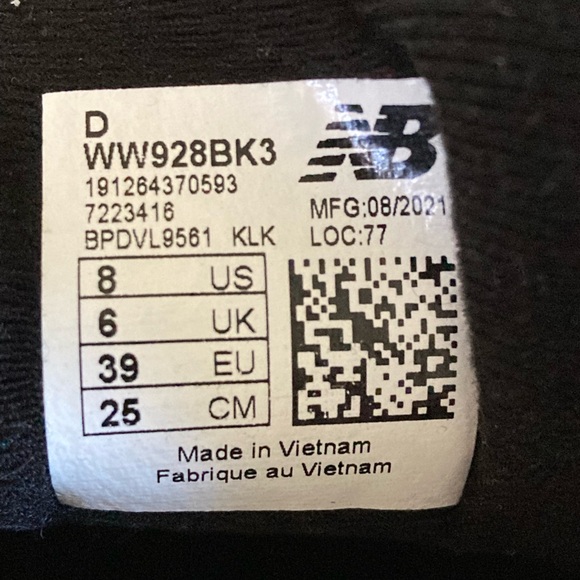 D
NB
WW928BK3
191264370593
7223416
MFG:08/2021
BPDVL9561 KLK
LOC:77
8 US
6 UK
39 EU
25 CM
Made in Vietnam
Fabrique au Vietnam